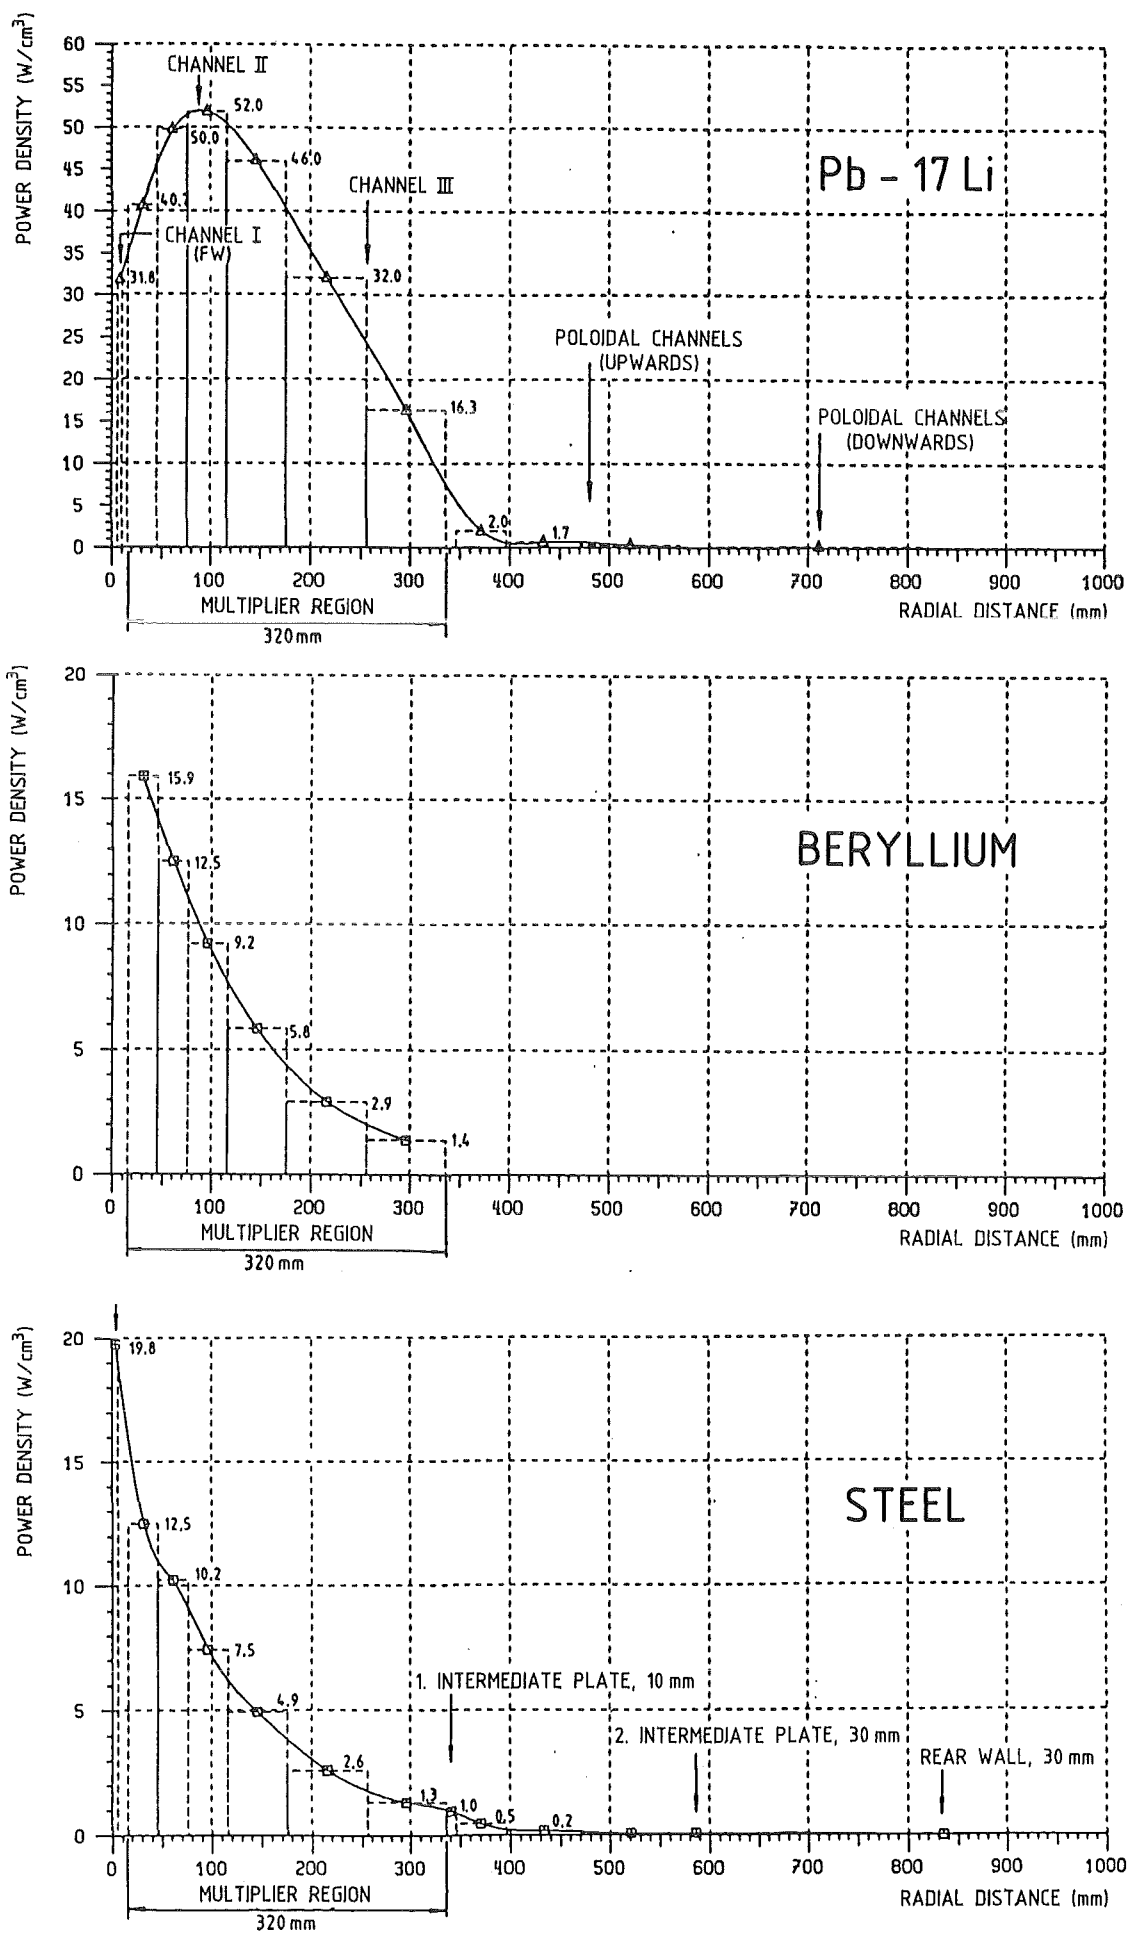 POWER DENSITY (W/cm³)
60
55
50
45
40
35
30
25
20
15
10
5
0
CHANNEL II
52.0
50.0
46.0
Pb – 17 Li
CHANNEL III
40.7
CHANNEL I
(FW)
31.8
32.0
POLOIDAL CHANNELS
(UPWARDS)
16.3
POLOIDAL CHANNELS
(DOWNWARDS)
2.0
1.7
0 100 200 300 400 500 600 700 800 900 1000
MULTIPLIER REGION
RADIAL DISTANCE (mm)
320 mm
POWER DENSITY (W/cm³)
20
15
10
5
0
15.9
12.5
BERYLLIUM
9.2
5.8
2.9
1.4
0 100 200 300 400 500 600 700 800 900 1000
MULTIPLIER REGION
RADIAL DISTANCE (mm)
320 mm
POWER DENSITY (W/cm³)
20
15
10
5
0
19.8
12,5
STEEL
10.2
7.5
1. INTERMEDIATE PLATE, 10 mm
4.9
2. INTERMEDIATE PLATE, 30 mm
2.6
REAR WALL, 30 mm
1.3
1.0
0.5
0.2
0 100 200 300 400 500 600 700 800 900 1000
MULTIPLIER REGION
RADIAL DISTANCE (mm)
320 mm